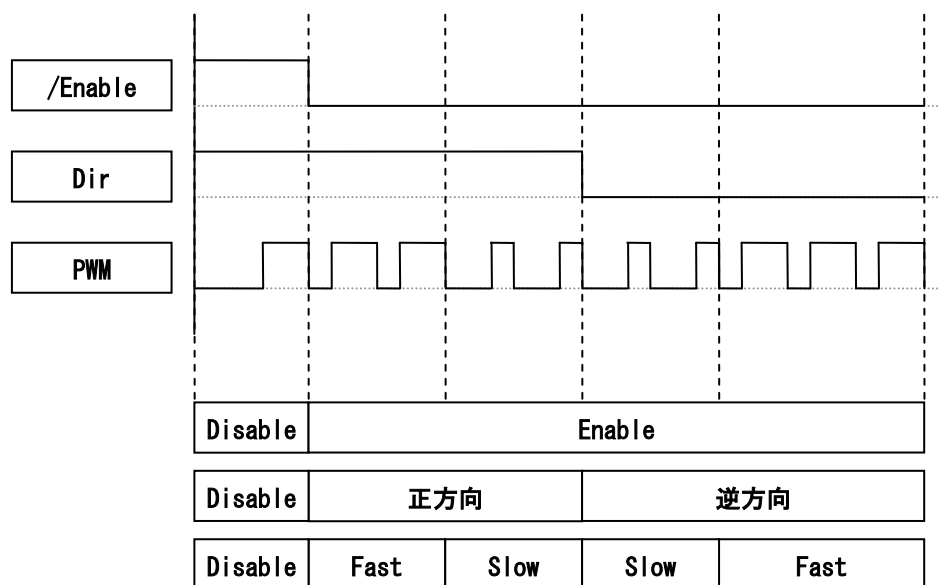 /Enable
Dir
PWM
Disable Enable
Disable 正方向 逆方向
Disable Fast Slow Slow Fast